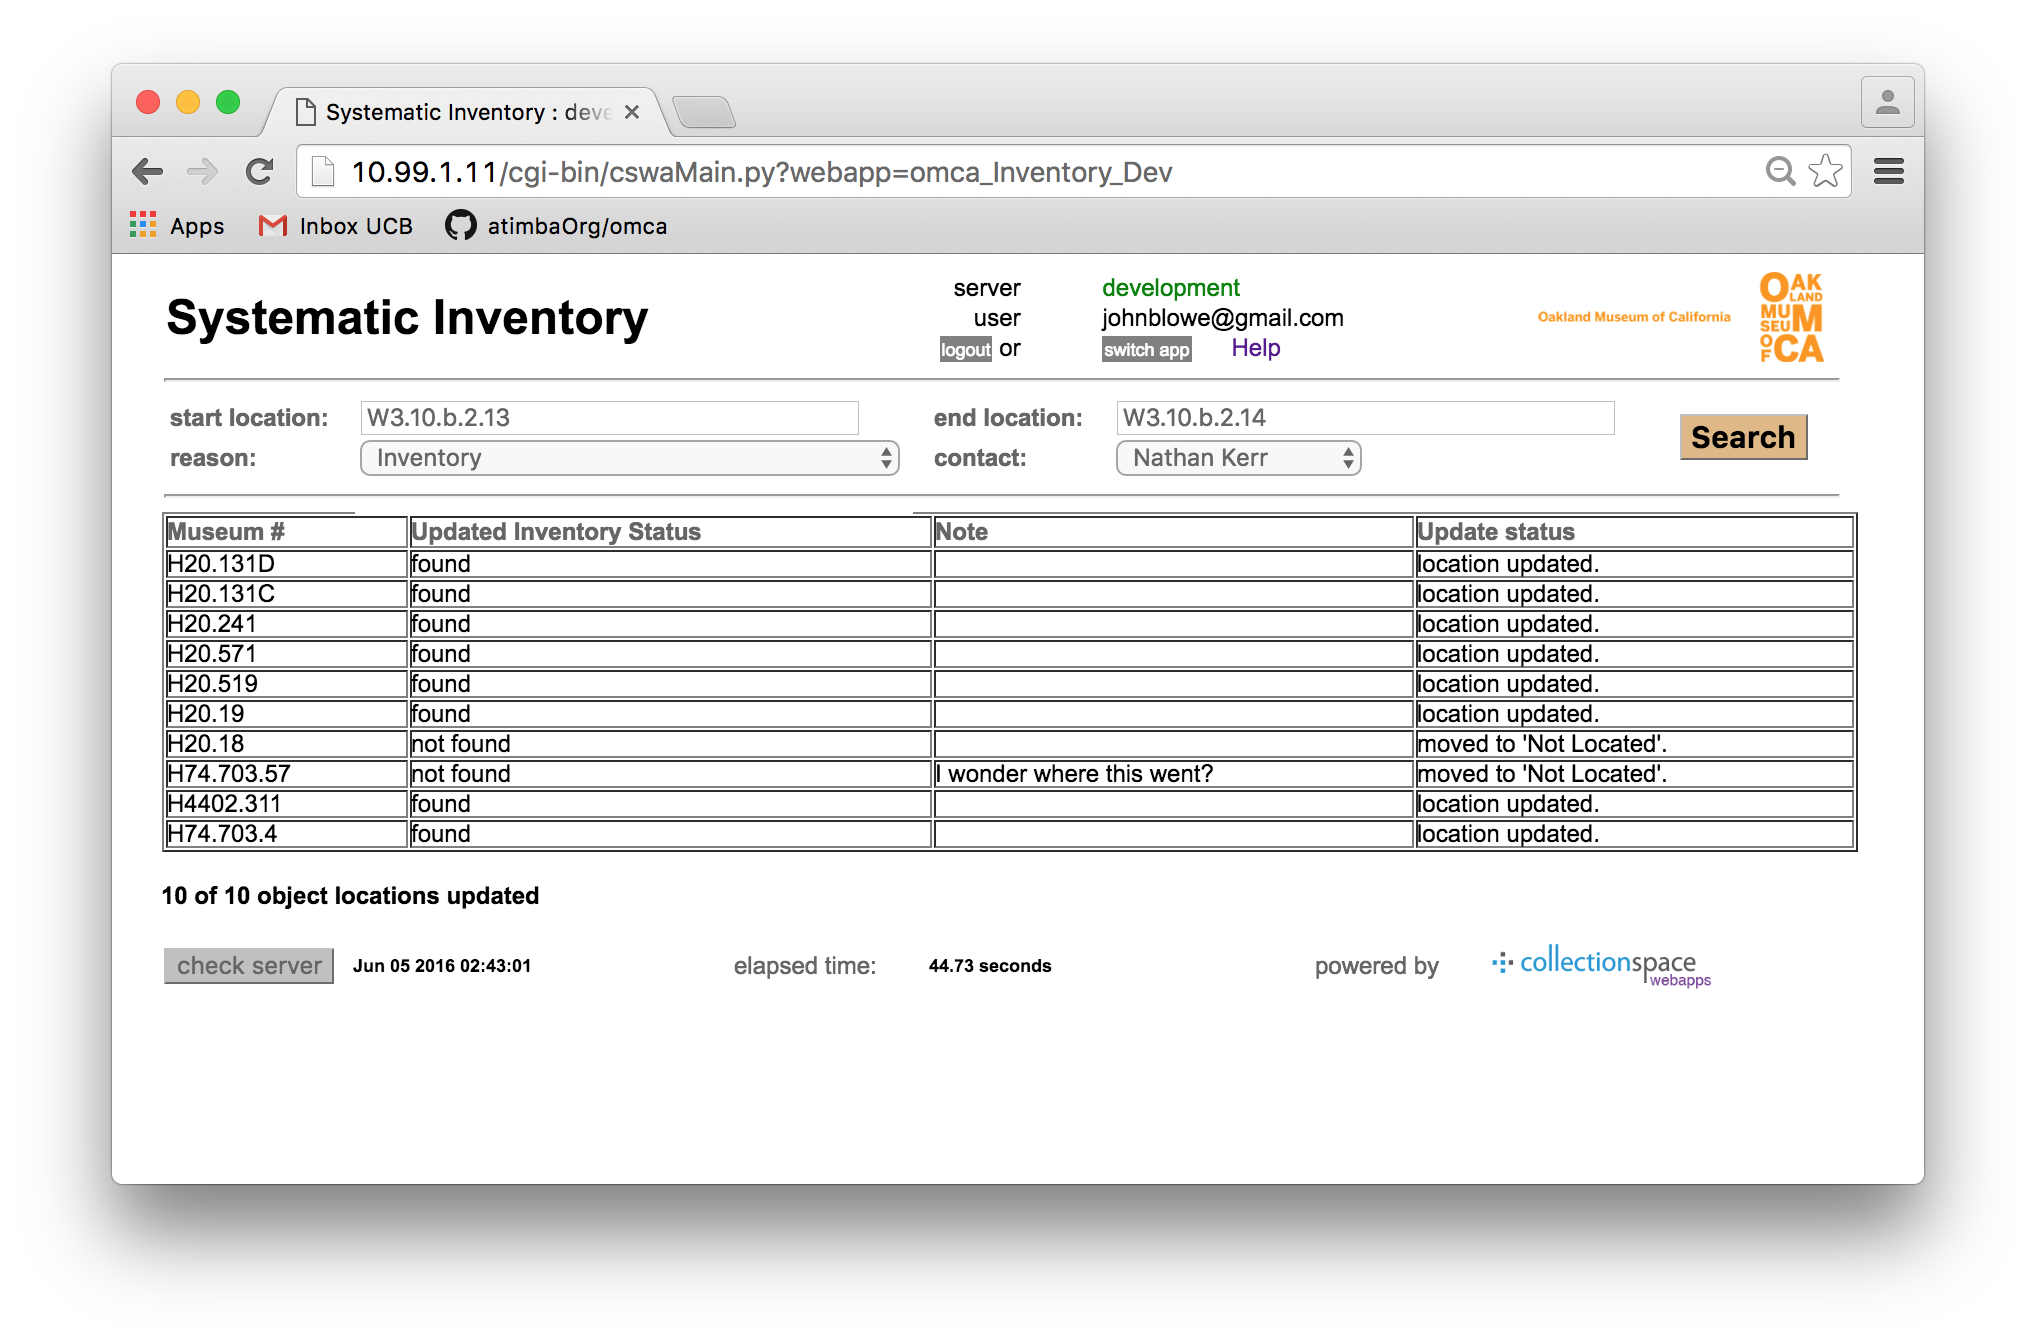 Systematic Inventory : deve
10.99.1.11/cgi-bin/cswaMain.py?webapp=omca_Inventory_Dev
Apps Inbox UCB atimbaOrg/omca
Systematic Inventory
server development
user johnblowe@gmail.com
logout or switch app Help
Oakland Museum of California
OAKLAND MUSEUM OF CA
start location: W3.10.b.2.13 end location: W3.10.b.2.14
Search
reason: Inventory contact: Nathan Kerr
Museum # Updated Inventory Status Note Update status
H20.131D found location updated.
H20.131C found location updated.
H20.241 found location updated.
H20.571 found location updated.
H20.519 found location updated.
H20.19 found location updated.
H20.18 not found moved to 'Not Located'.
H74.703.57 not found I wonder where this went? moved to 'Not Located'.
H4402.311 found location updated.
H74.703.4 found location updated.
10 of 10 object locations updated
check server Jun 05 2016 02:43:01 elapsed time: 44.73 seconds powered by collectionspace
webapps